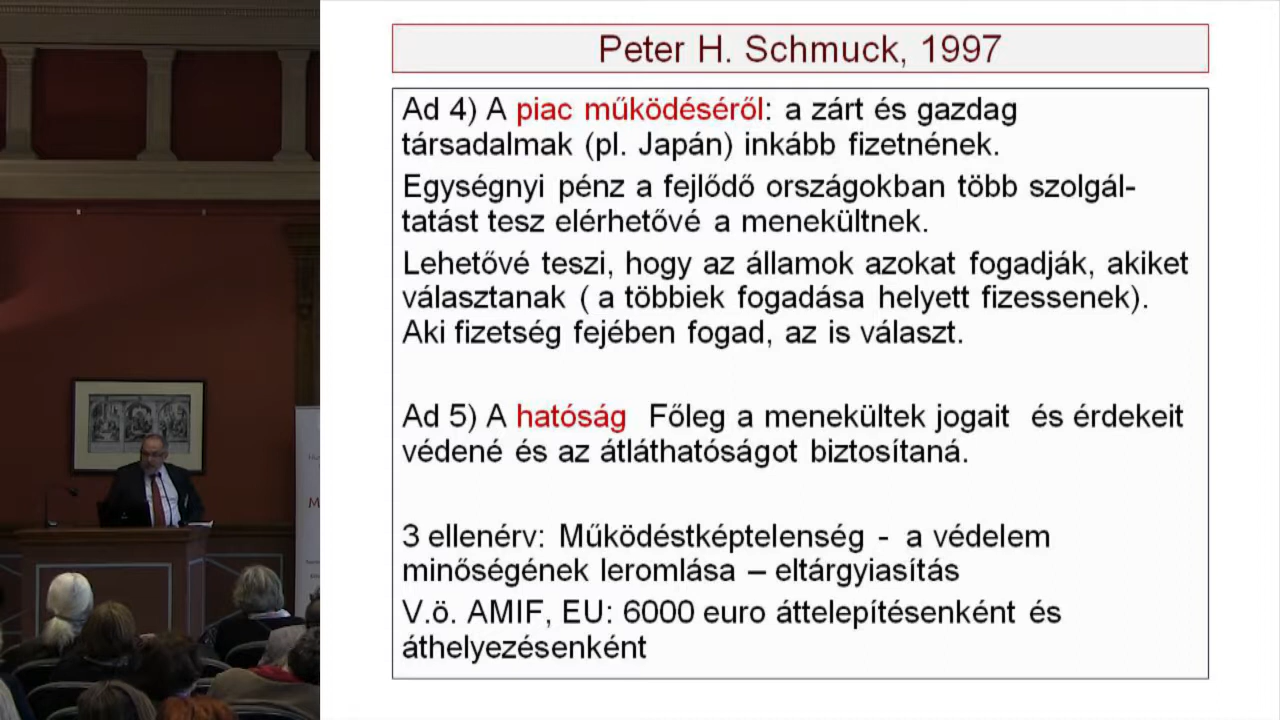 Peter H. Schmuck, 1997
Ad 4) A piac működéséről: a zárt és gazdag
társadalmak (pl. Japán) inkább fizetnének.
Egységnyi pénz a fejlődő országokban több szolgál-
tatást tesz elérhetővé a menekültnek.
Lehetővé teszi, hogy az államok azokat fogadják, akiket
választanak ( a többiek fogadása helyett fizessenek).
Aki fizetség fejében fogad, az is választ.
Ad 5) A hatóság Főleg a menekültek jogait és érdekeit
védené és az átláthatóságot biztosítaná.
3 ellenérv: Működéstképtelenség - a védelem
minőségének leromlása – eltárgyiasítás
V.ö. AMIF, EU: 6000 euro áttelepítésenként és
áthelyezésenként